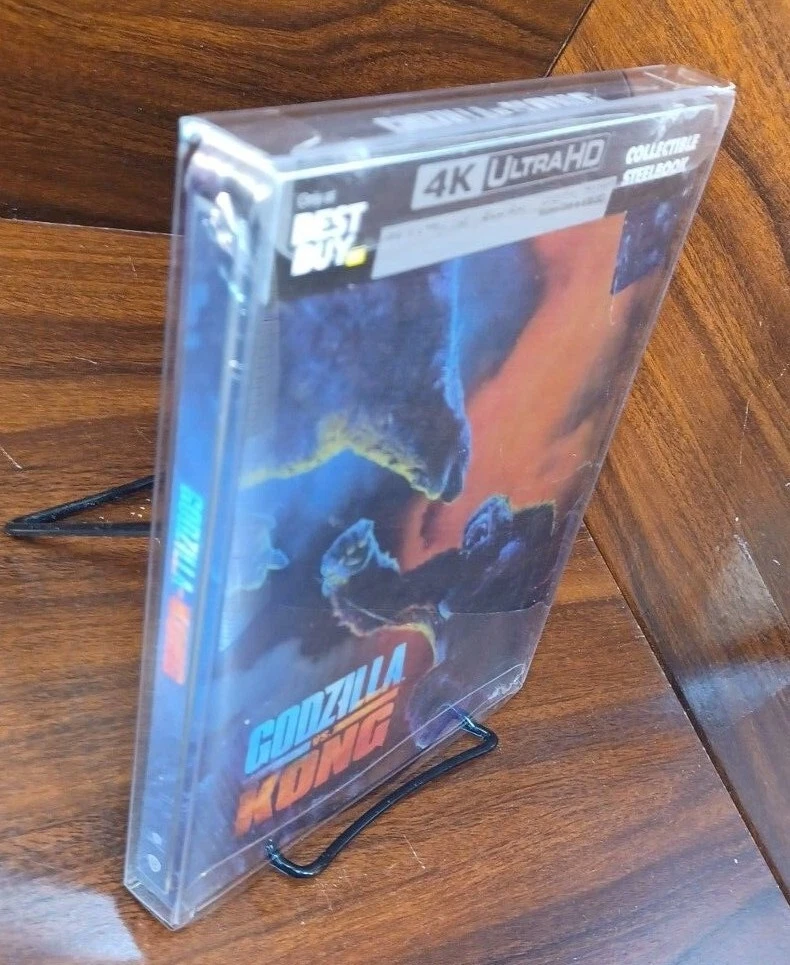 Only at
BEST
BUY
4K ULTRA HD
COLLECTIBLE
STEELBOOK
GODZILLA
VS.
KONG
GODZILLA VS. KONG